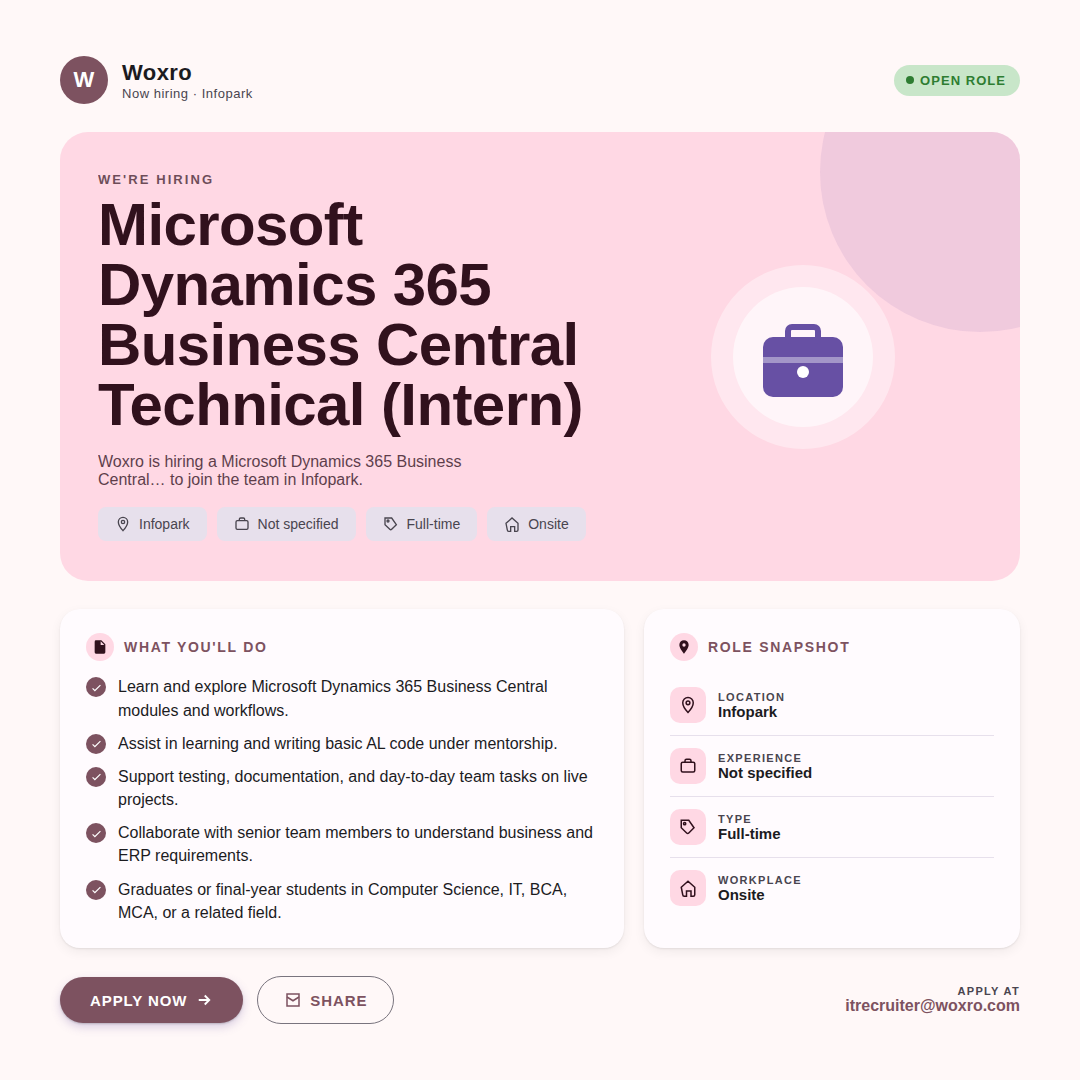 W
Woxro
Now hiring · Infopark
OPEN ROLE
WE'RE HIRING
Microsoft
Dynamics 365
Business Central
Technical (Intern)
Woxro is hiring a Microsoft Dynamics 365 Business
Central… to join the team in Infopark.
Infopark
Not specified
Full-time
Onsite
WHAT YOU'LL DO
Learn and explore Microsoft Dynamics 365 Business Central
modules and workflows.
Assist in learning and writing basic AL code under mentorship.
Support testing, documentation, and day-to-day team tasks on live
projects.
Collaborate with senior team members to understand business and
ERP requirements.
Graduates or final-year students in Computer Science, IT, BCA,
MCA, or a related field.
ROLE SNAPSHOT
LOCATION
Infopark
EXPERIENCE
Not specified
TYPE
Full-time
WORKPLACE
Onsite
APPLY NOW
SHARE
APPLY AT
itrecruiter@woxro.com